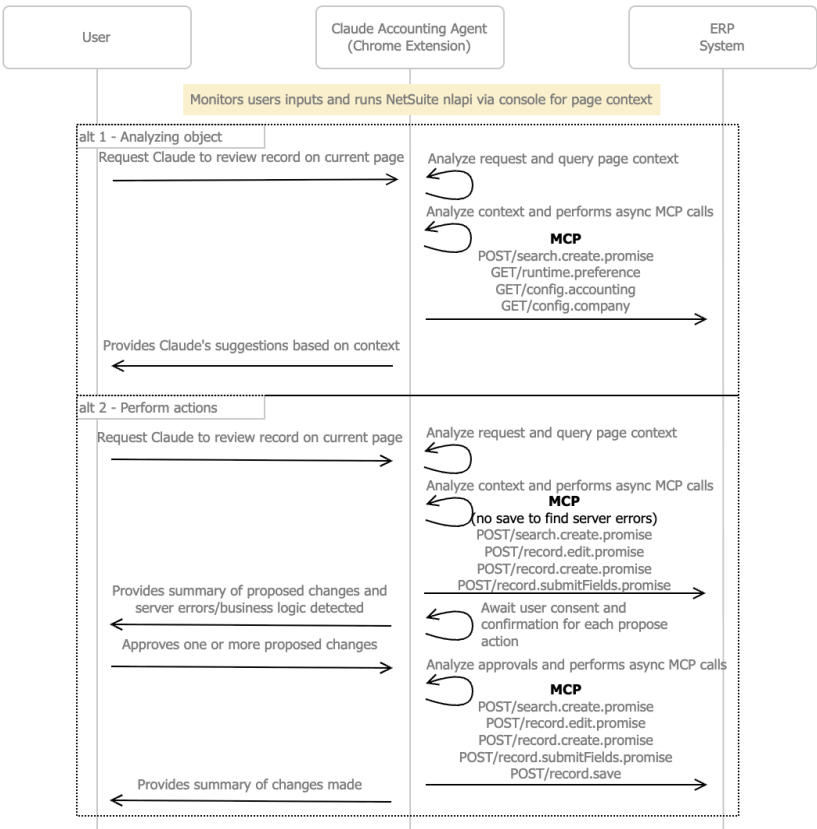 User
Claude Accounting Agent
(Chrome Extension)
ERP
System
Monitors users inputs and runs NetSuite nlapi via console for page context
alt 1 - Analyzing object
Request Claude to review record on current page
Analyze request and query page context
Analyze context and performs async MCP calls
MCP
POST/search.create.promise
GET/runtime.preference
GET/config.accounting
GET/config.company
Provides Claude's suggestions based on context
alt 2 - Perform actions
Request Claude to review record on current page
Analyze request and query page context
Analyze context and performs async MCP calls
MCP
(no save to find server errors)
POST/search.create.promise
POST/record.edit.promise
POST/record.create.promise
POST/record.submitFields.promise
Provides summary of proposed changes and
server errors/business logic detected
Await user consent and
confirmation for each propose
action
Approves one or more proposed changes
Analyze approvals and performs async MCP calls
MCP
POST/search.create.promise
POST/record.edit.promise
POST/record.create.promise
POST/record.submitFields.promise
POST/record.save
Provides summary of changes made